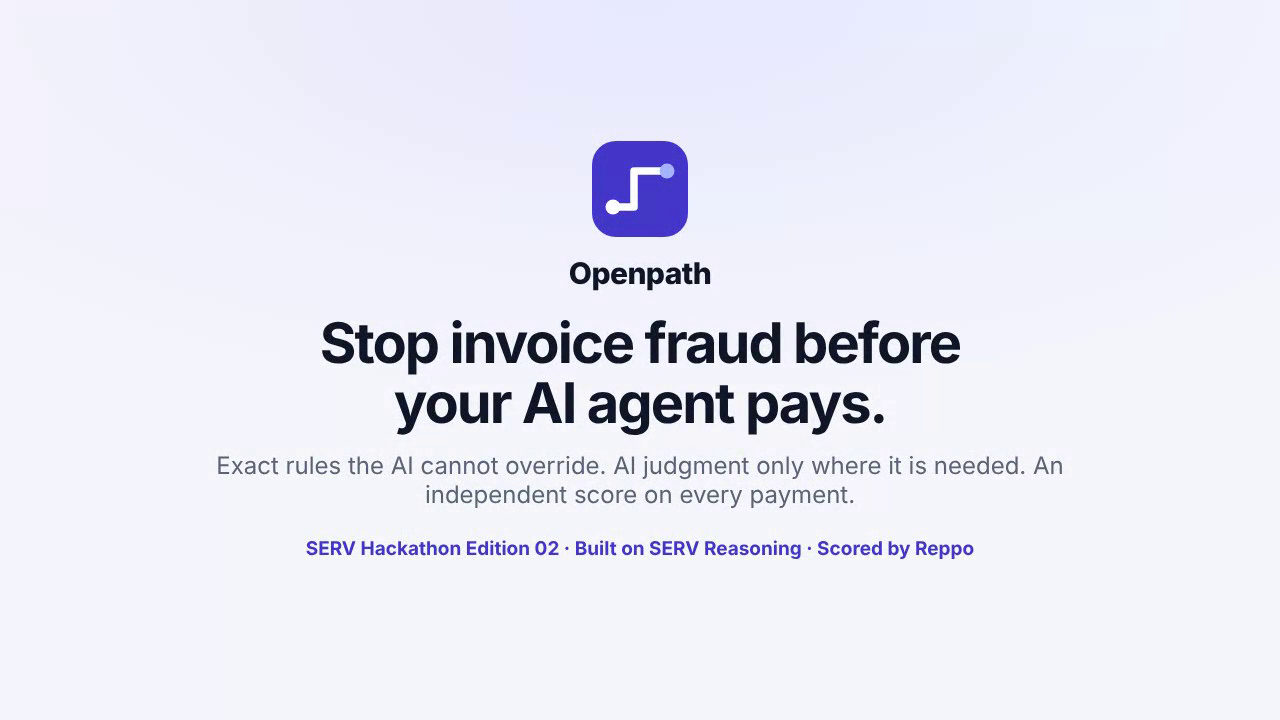 Openpath
Stop invoice fraud before
your AI agent pays.
Exact rules the AI cannot override. AI judgment only where it is needed. An
independent score on every payment.
SERV Hackathon Edition 02 · Built on SERV Reasoning · Scored by Reppo